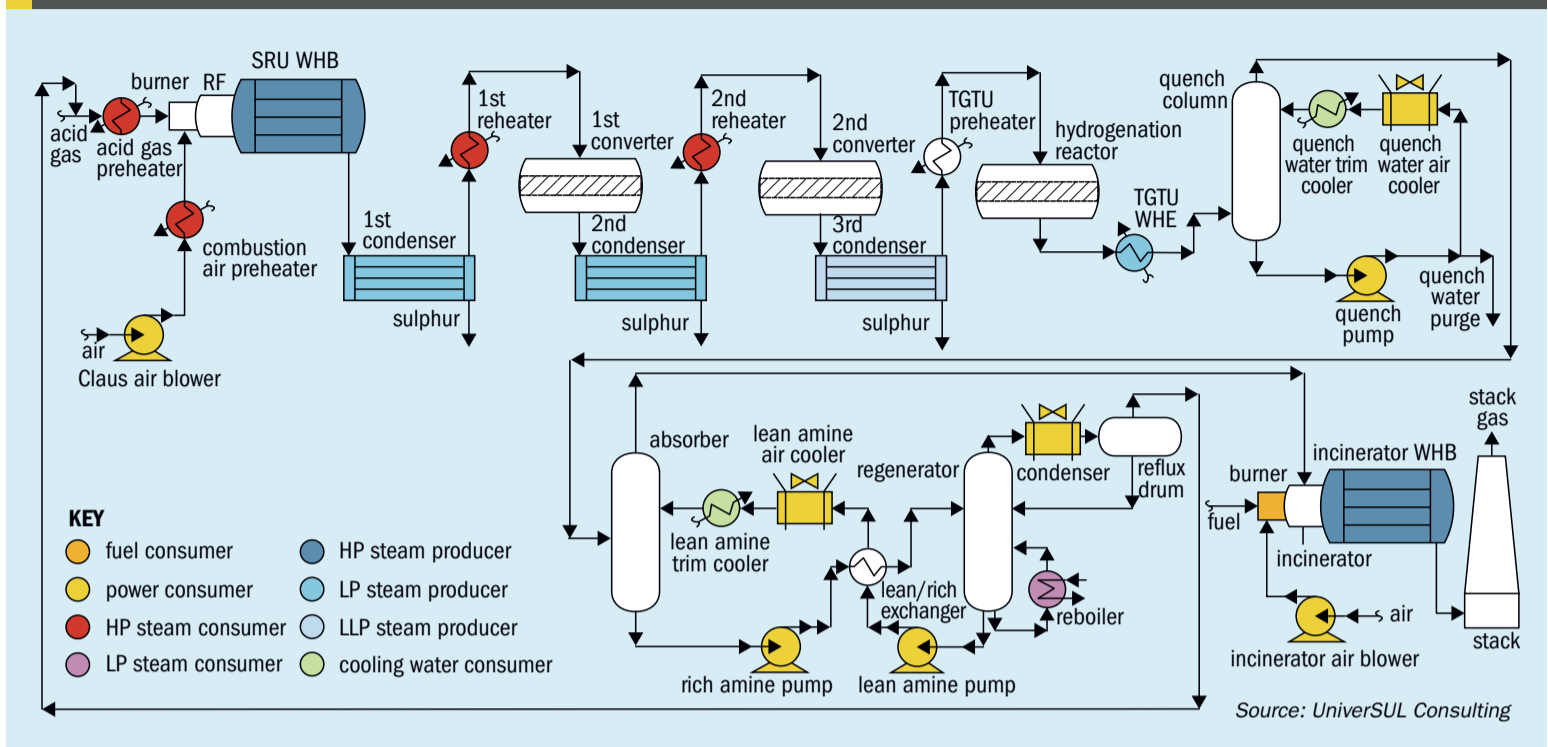 SRU WHB
burner
RF
acid
gas
acid gas
preheater
combustion
air preheater
air
Claus air blower
1st
condenser
sulphur
1st
reheater
1st
converter
2nd
condenser
sulphur
2nd
reheater
2nd
converter
3rd
condenser
sulphur
TGTU
preheater
hydrogenation
reactor
TGTU
WHE
quench
column
quench
water trim
cooler
quench
water air
cooler
quench
pump
quench
water
purge
absorber
lean amine
air cooler
lean amine
trim cooler
regenerator
condenser
reflux
drum
lean/rich
exchanger
reboiler
rich amine pump
lean amine pump
burner
fuel
incinerator
incinerator WHB
air
incinerator air blower
stack
gas
stack
KEY
fuel consumer
power consumer
HP steam consumer
LP steam consumer
HP steam producer
LP steam producer
LLP steam producer
cooling water consumer
Source: UniverSUL Consulting